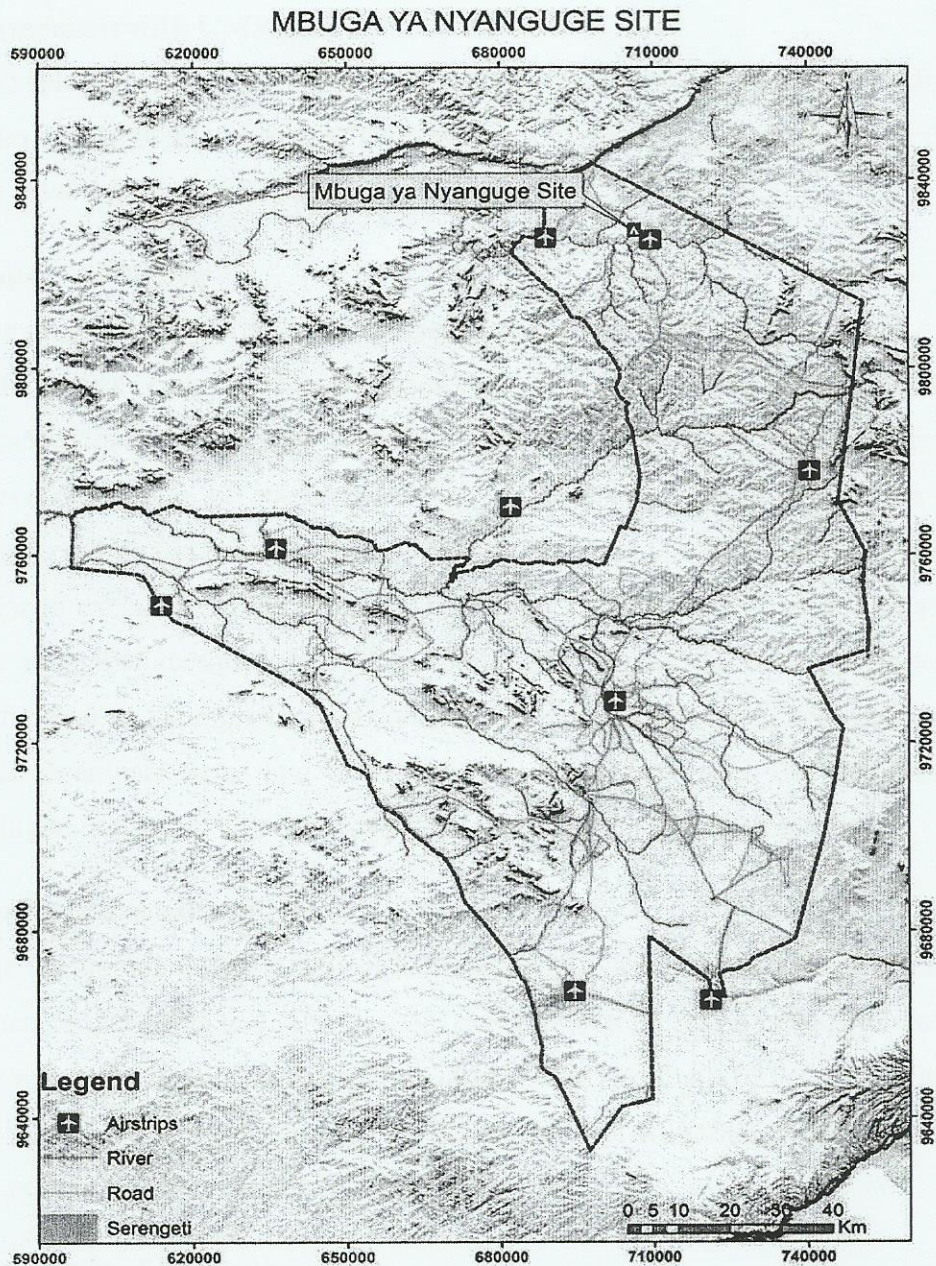 MBUGA YA NYANGUGE SITE
590000 620000 650000 680000 710000 740000
N
W E
9840000 9840000
Mbuga ya Nyanguge Site
9800000 9800000
9760000 9760000
9720000 9720000
9680000 9680000
Legend
Airstrips
9640000 9640000
River
Road
Serengeti
0 5 10 20 30 40
Km
590000 620000 650000 680000 710000 740000